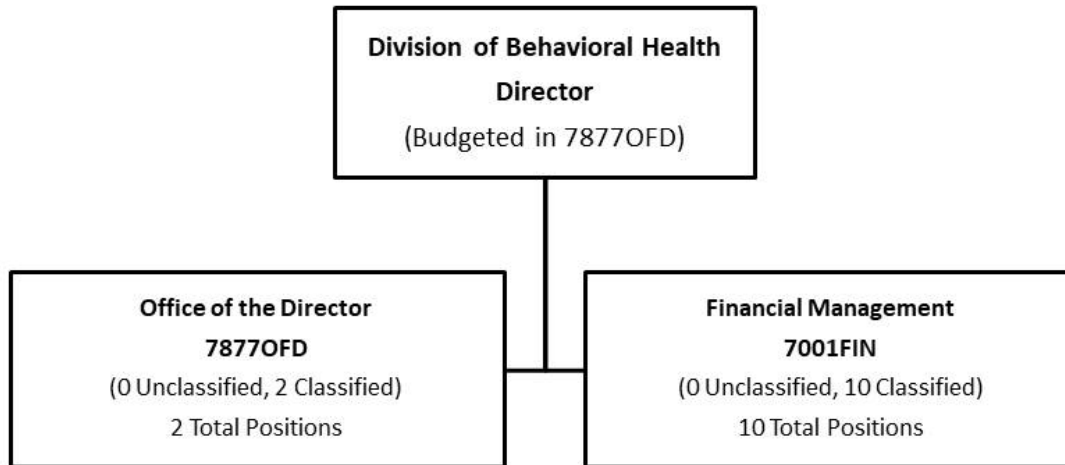 Division of Behavioral Health
Director
(Budgeted in 7877OFD)
Office of the Director
7877OFD
(0 Unclassified, 2 Classified)
2 Total Positions
Financial Management
7001FIN
(0 Unclassified, 10 Classified)
10 Total Positions